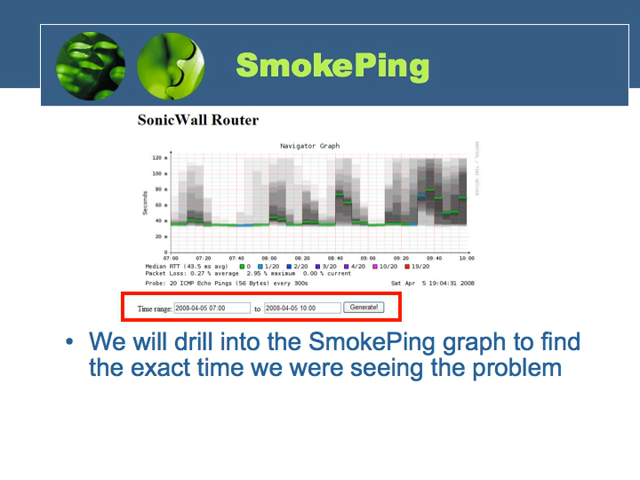 SmokePing
SonicWall Router
Navigator Graph
Seconds
120 m
100 m
80 m
60 m
40 m
20 m
0
07:00 07:20 07:40 08:00 08:20 08:40 09:00 09:20 09:40 10:00
Median RTT (43.5 ms avg) 0 1/20 2/20 3/20 4/20 10/20 19/20
Packet Loss: 0.27 % average 2.95 % maximum 0.00 % current
Probe: 20 ICMP Echo Pings (56 Bytes) every 300s Sat Apr 5 19:04:31 2008
Time range: 2008-04-05 07:00 to 2008-04-05 10:00 Generate!
• We will drill into the SmokePing graph to find
the exact time we were seeing the problem